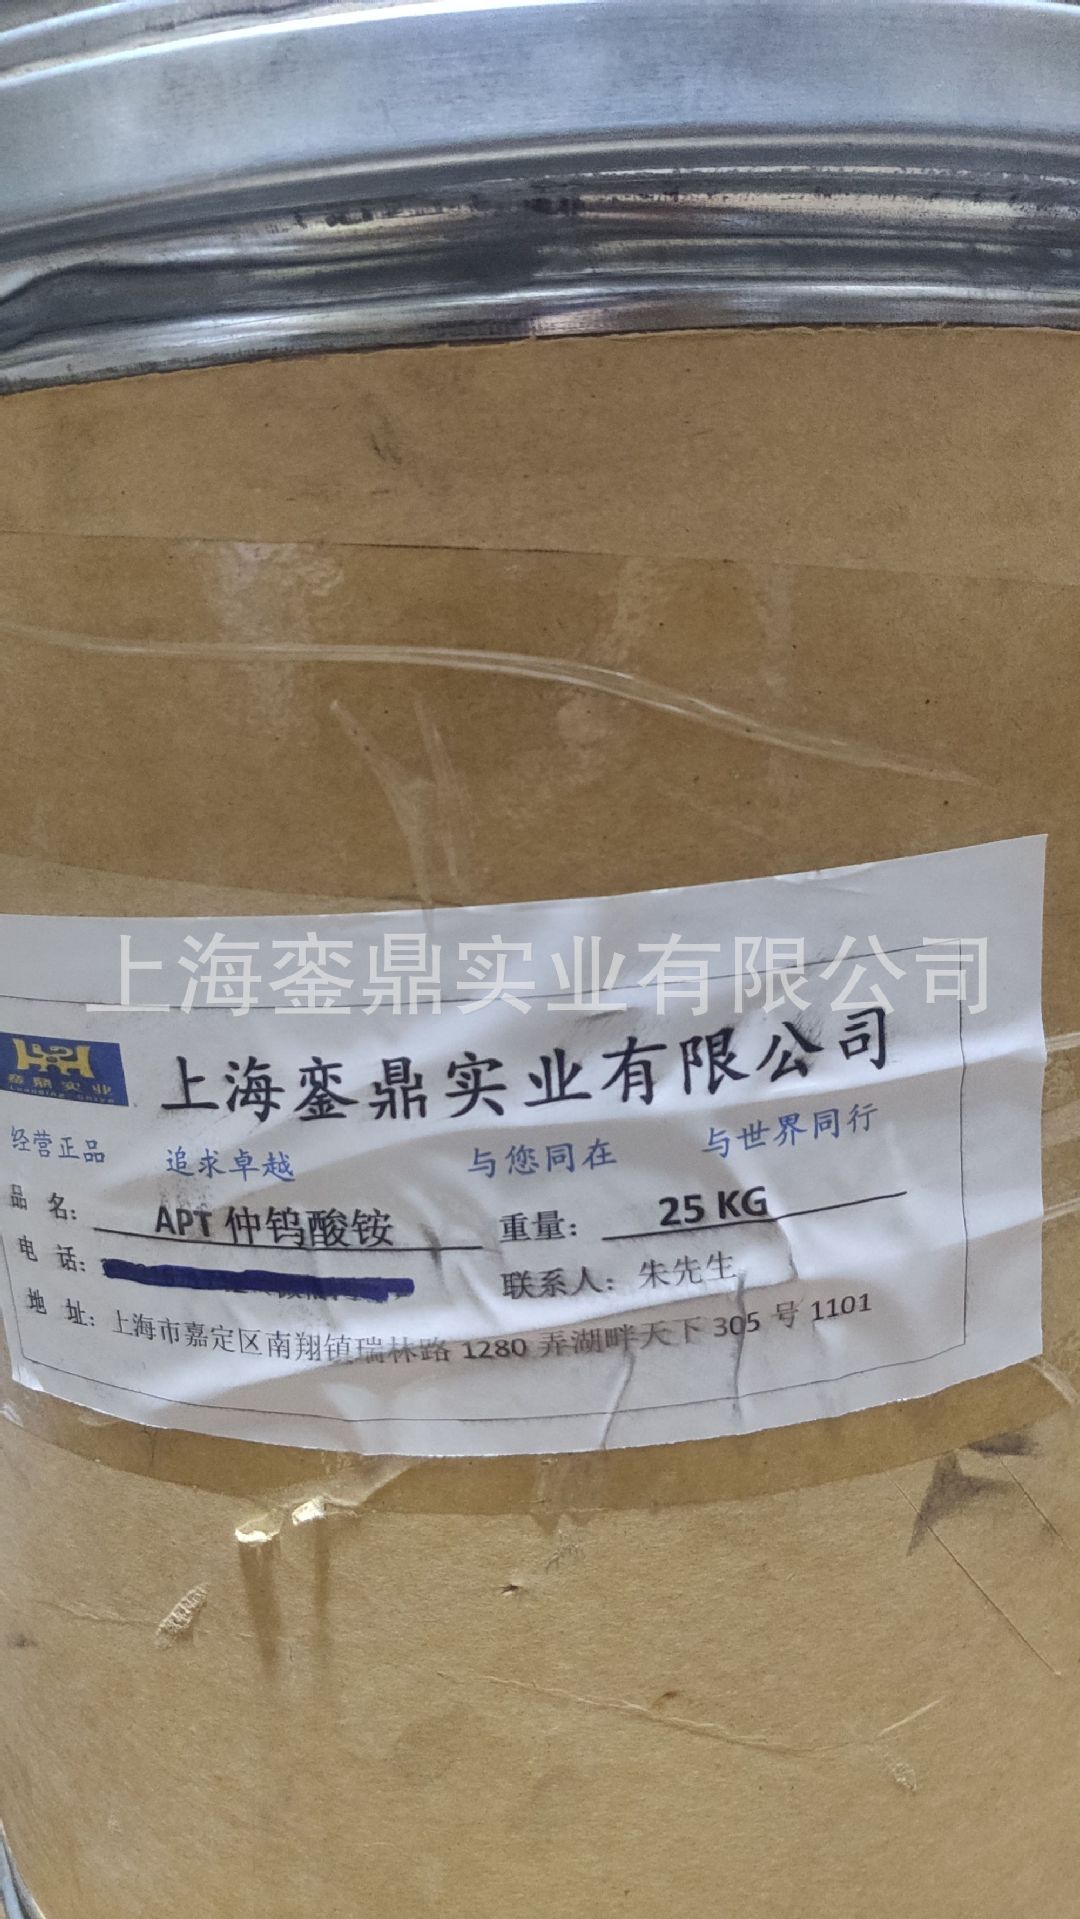 上海銮鼎实业有限公司
銮鼎实业
上海銮鼎实业有限公司
经营正品 追求卓越 与您同在 与世界同行
品 名: APT 仲钨酸铵 重量: 25 KG
电 话: 联系人: 朱先生
地 址: 上海市嘉定区南翔镇瑞林路 1280 弄湖畔天下 305 号 1101